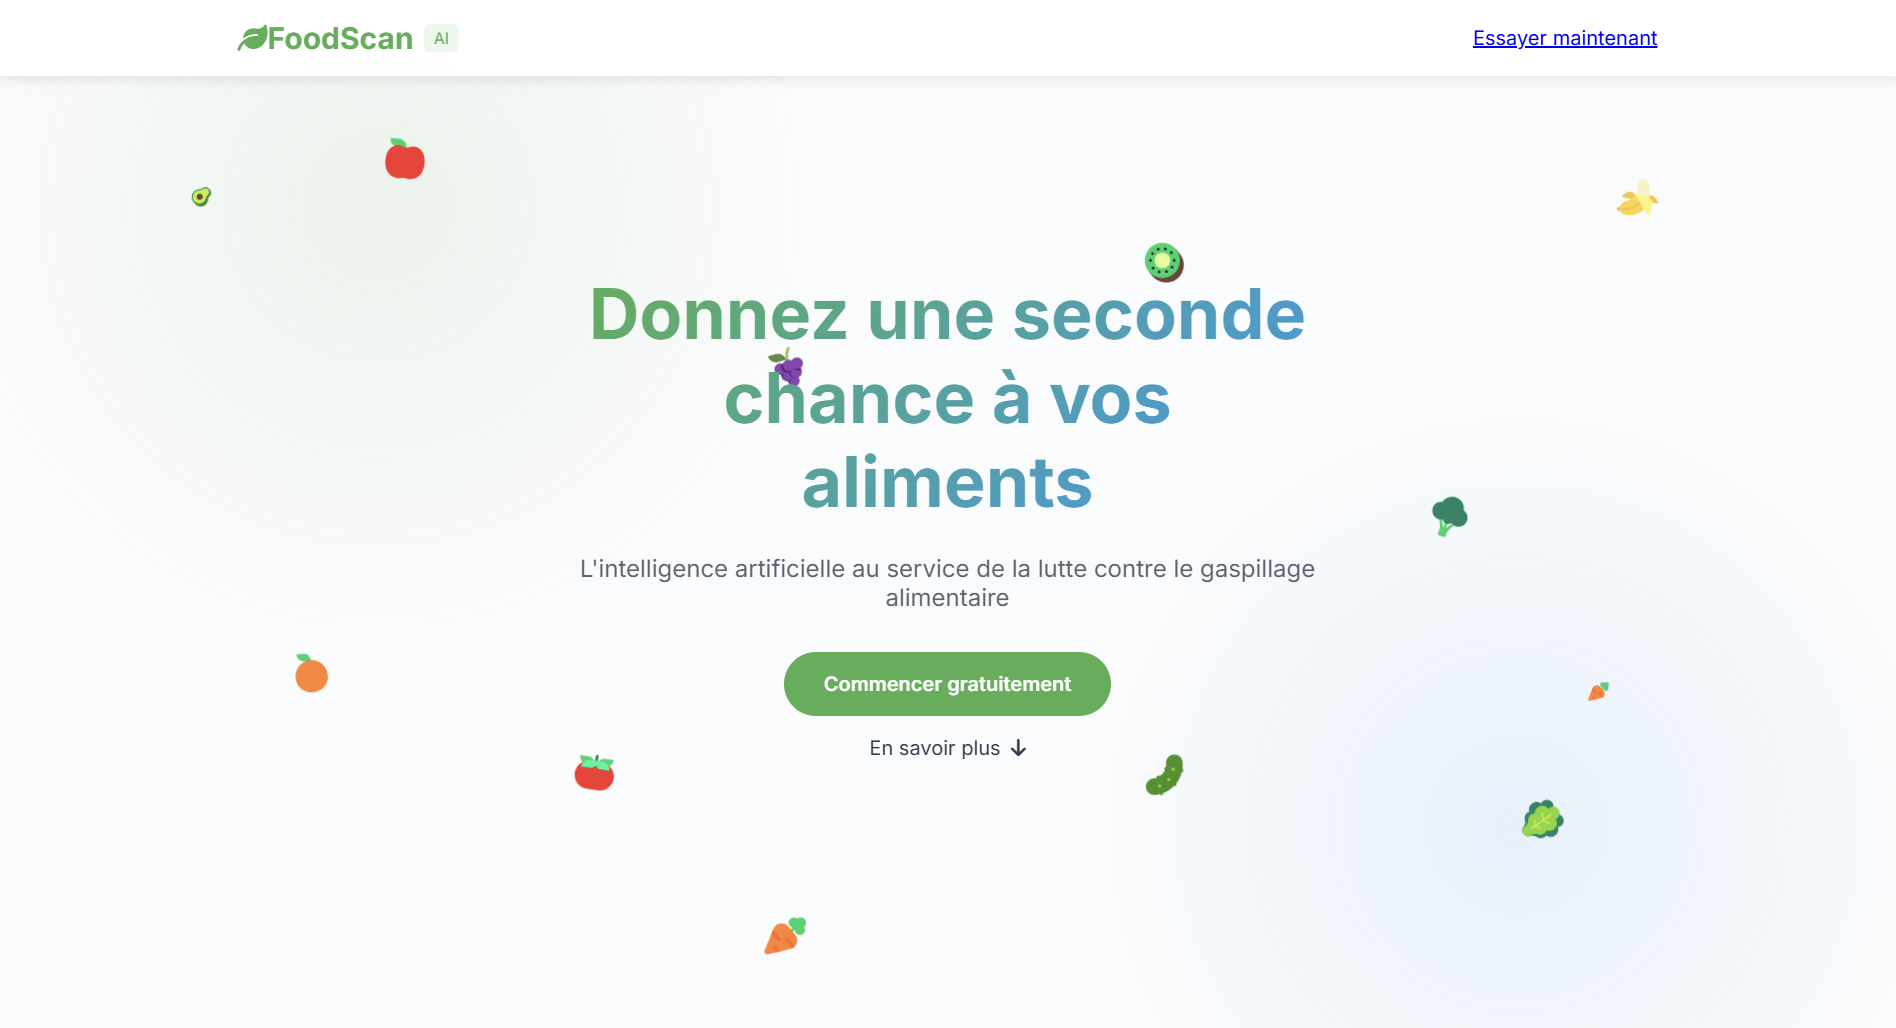 FoodScan AI
Essayer maintenant
Donnez une seconde
chance à vos
aliments
L'intelligence artificielle au service de la lutte contre le gaspillage
alimentaire
Commencer gratuitement
En savoir plus